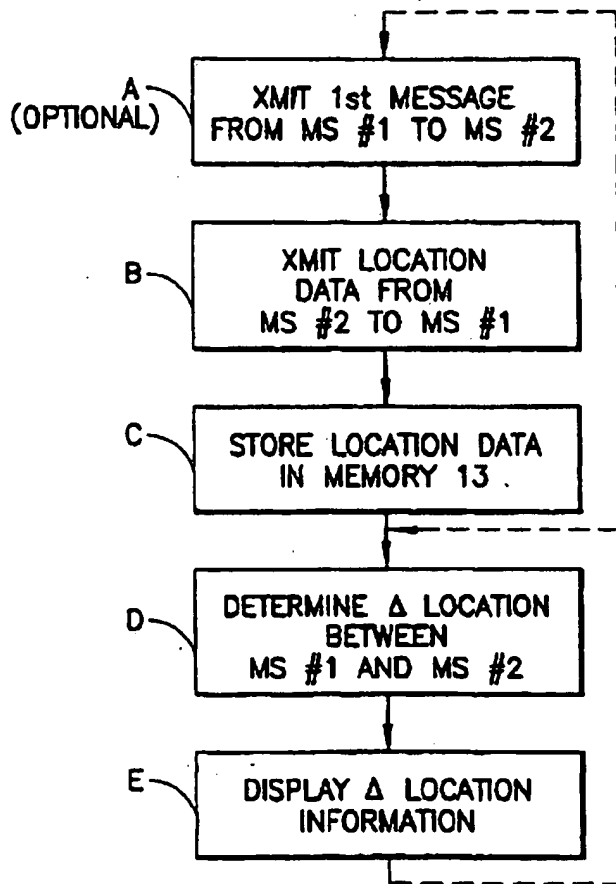 A
(OPTIONAL)
XMIT 1st MESSAGE
FROM MS #1 TO MS #2
B
XMIT LOCATION
DATA FROM
MS #2 TO MS #1
C
STORE LOCATION DATA
IN MEMORY 13
D
DETERMINE Δ LOCATION
BETWEEN
MS #1 AND MS #2
E
DISPLAY Δ LOCATION
INFORMATION